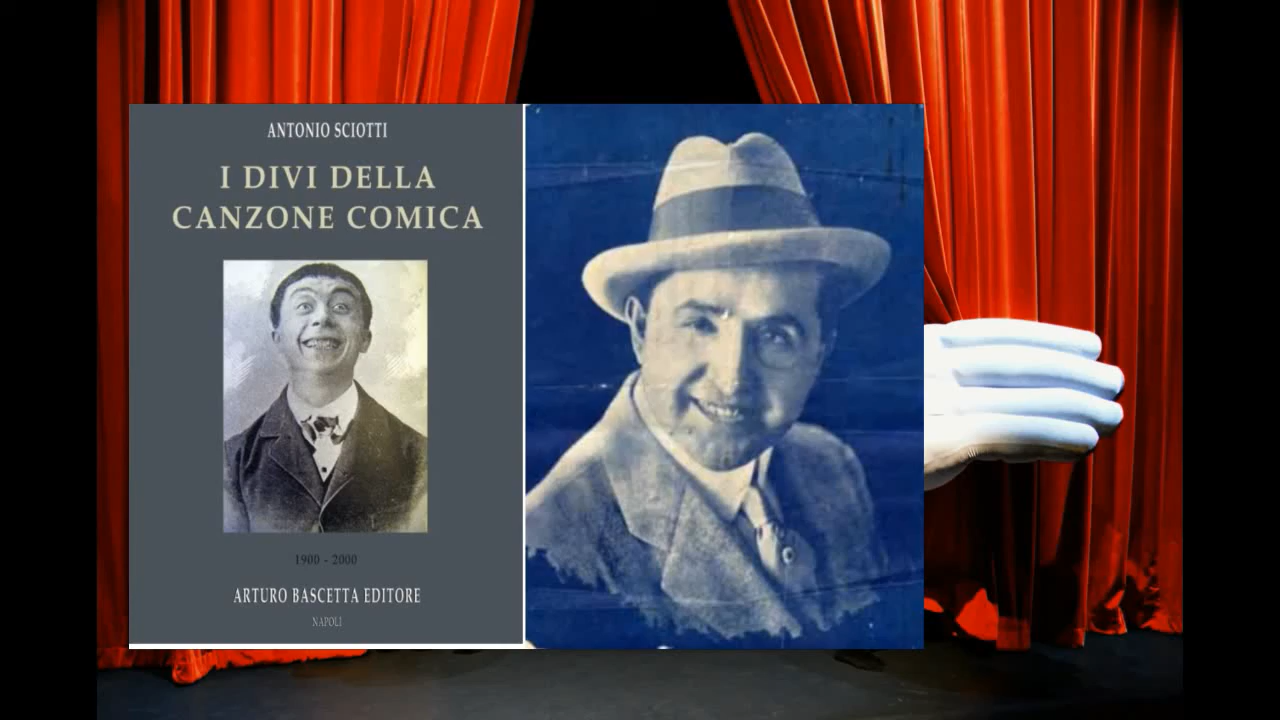 ANTONIO SCIOTTI
I DIVI DELLA
CANZONE COMICA
1900 - 2000
ARTURO BASCETTA EDITORE
NAPOLI